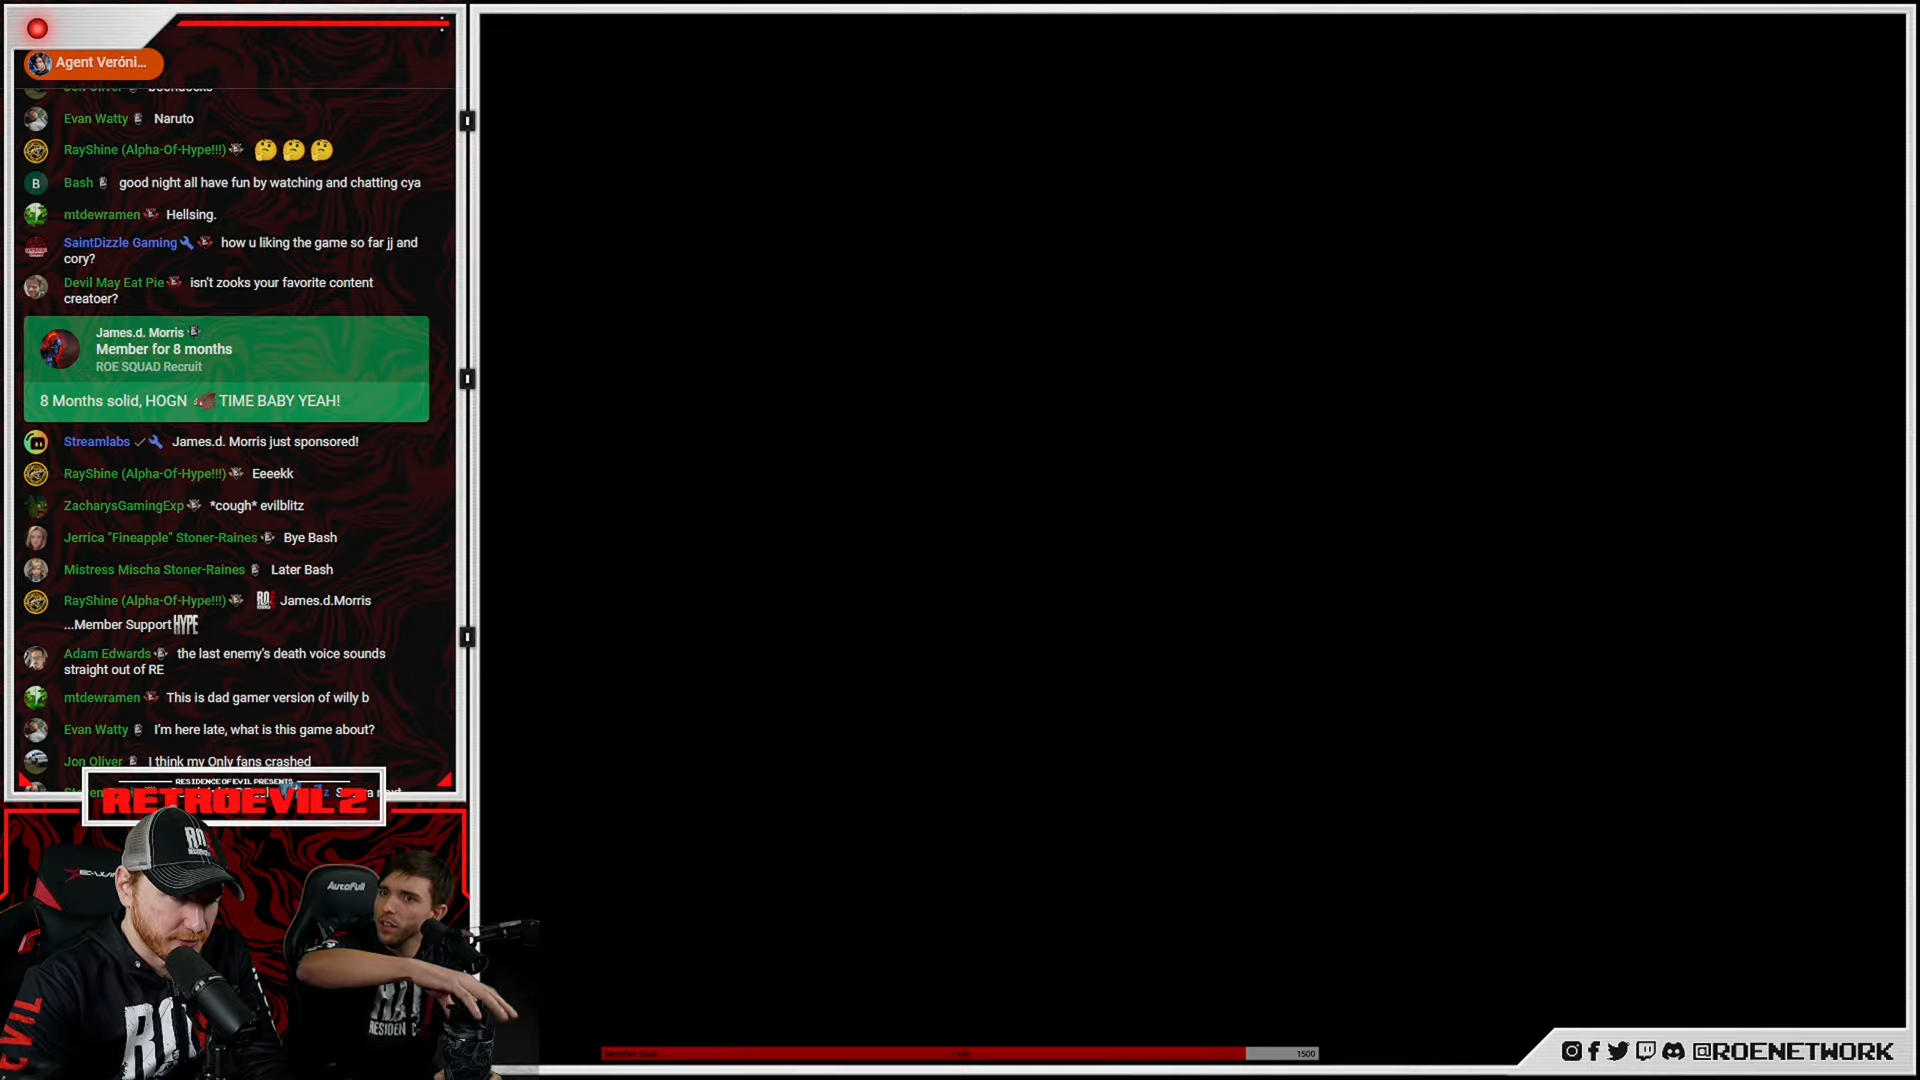 Agent Veróni...
Jon Oliver boondocks
Evan Watty Naruto
RayShine (Alpha-Of-Hype!!!) 🤔🤔🤔
B
Bash good night all have fun by watching and chatting cya
mtdewramen Hellsing.
SaintDizzle Gaming how u liking the game so far jj and
cory?
Devil May Eat Pie isn't zooks your favorite content
creatoer?
James.d. Morris
Member for 8 months
ROE SQUAD Recruit
8 Months solid, HOGN TIME BABY YEAH!
Streamlabs James.d. Morris just sponsored!
RayShine (Alpha-Of-Hype!!!) Eeeekk
ZacharysGamingExp *cough* evilblitz
Jerrica "Fineapple" Stoner-Raines Bye Bash
Mistress Mischa Stoner-Raines Later Bash
RayShine (Alpha-Of-Hype!!!) James.d.Morris
...Member Support HYPE
Adam Edwards the last enemy's death voice sounds
straight out of RE
mtdewramen This is dad gamer version of willy b
Evan Watty I'm here late, what is this game about?
Jon Oliver I think my Only fans crashed
RESIDENCE OF EVIL PRESENTS
RETROEVIL 2
AutoFull
EVIL
Member Goal 1500
@ROENETWORK